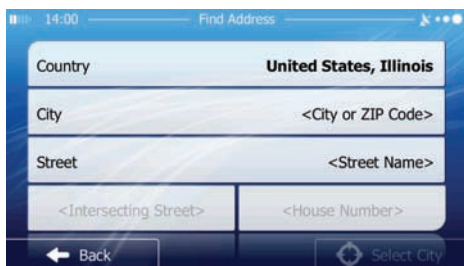 14:00 Find Address
Country United States, Illinois
City <City or ZIP Code>
Street <Street Name>
<Intersecting Street> <House Number>
Back Select City